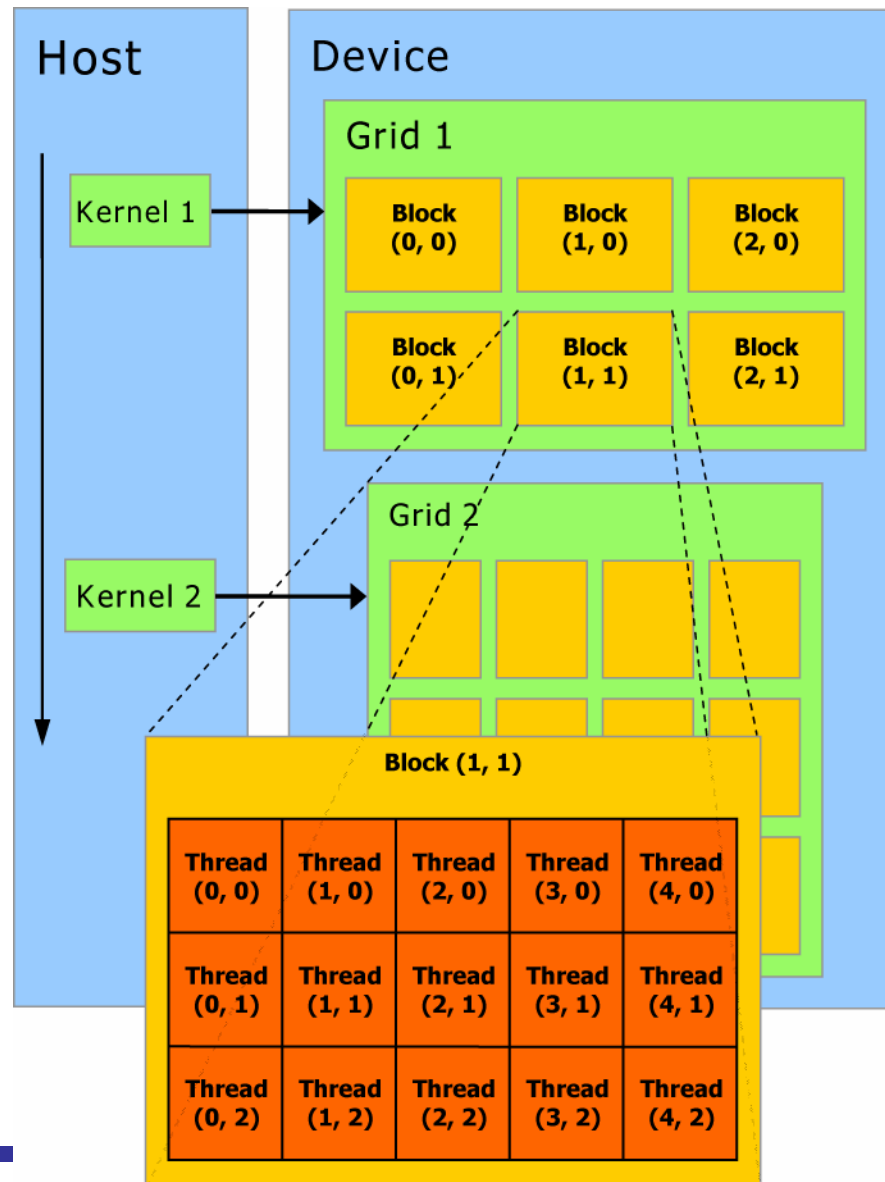 Host
Device
Grid 1
Kernel 1
Block
(0, 0)
Block
(1, 0)
Block
(2, 0)
Block
(0, 1)
Block
(1, 1)
Block
(2, 1)
Grid 2
Kernel 2
Block (1, 1)
Thread
(0, 0)
Thread
(1, 0)
Thread
(2, 0)
Thread
(3, 0)
Thread
(4, 0)
Thread
(0, 1)
Thread
(1, 1)
Thread
(2, 1)
Thread
(3, 1)
Thread
(4, 1)
Thread
(0, 2)
Thread
(1, 2)
Thread
(2, 2)
Thread
(3, 2)
Thread
(4, 2)